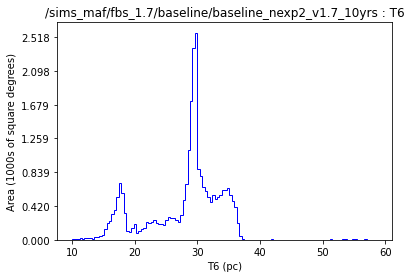 /sims_maf/fbs_1.7/baseline/baseline_nexp2_v1.7_10yrs : T6
2.518
2.098
1.679
1.259
0.839
0.420
0.000
Area (1000s of square degrees)
10 20 30 40 50 60
T6 (pc)